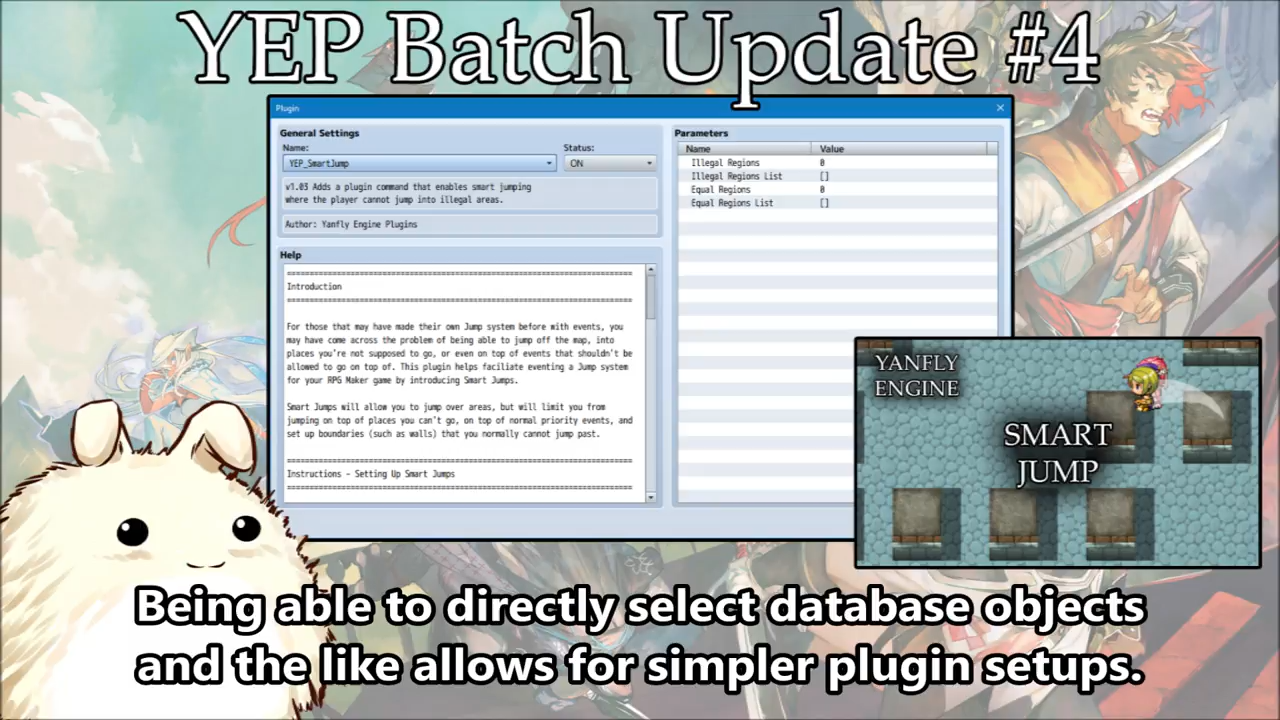 YEP Batch Update #4
Plugin
General Settings
Name:
Status:
YEP_SmartJump
ON
v1.03 Adds a plugin command that enables smart jumping
where the player cannot jump into illegal areas.
Author: Yanfly Engine Plugins
Help
================================================================
Introduction
================================================================
For those that may have made their own Jump system before with events, you
may have come across the problem of being able to jump off the map, into
places you're not supposed to go, or even on top of events that shouldn't be
allowed to go on top of. This plugin helps faciliate eventing a Jump system
for your RPG Maker game by introducing Smart Jumps.
Smart Jumps will allow you to jump over areas, but will limit you from
jumping on top of places you can't go, on top of normal priority events, and
set up boundaries (such as walls) that you normally cannot jump past.
================================================================
Instructions - Setting Up Smart Jumps
================================================================
Parameters
Name Value
Illegal Regions 0
Illegal Regions List []
Equal Regions 0
Equal Regions List []
YANFLY
ENGINE
SMART
JUMP
Being able to directly select database objects
and the like allows for simpler plugin setups.